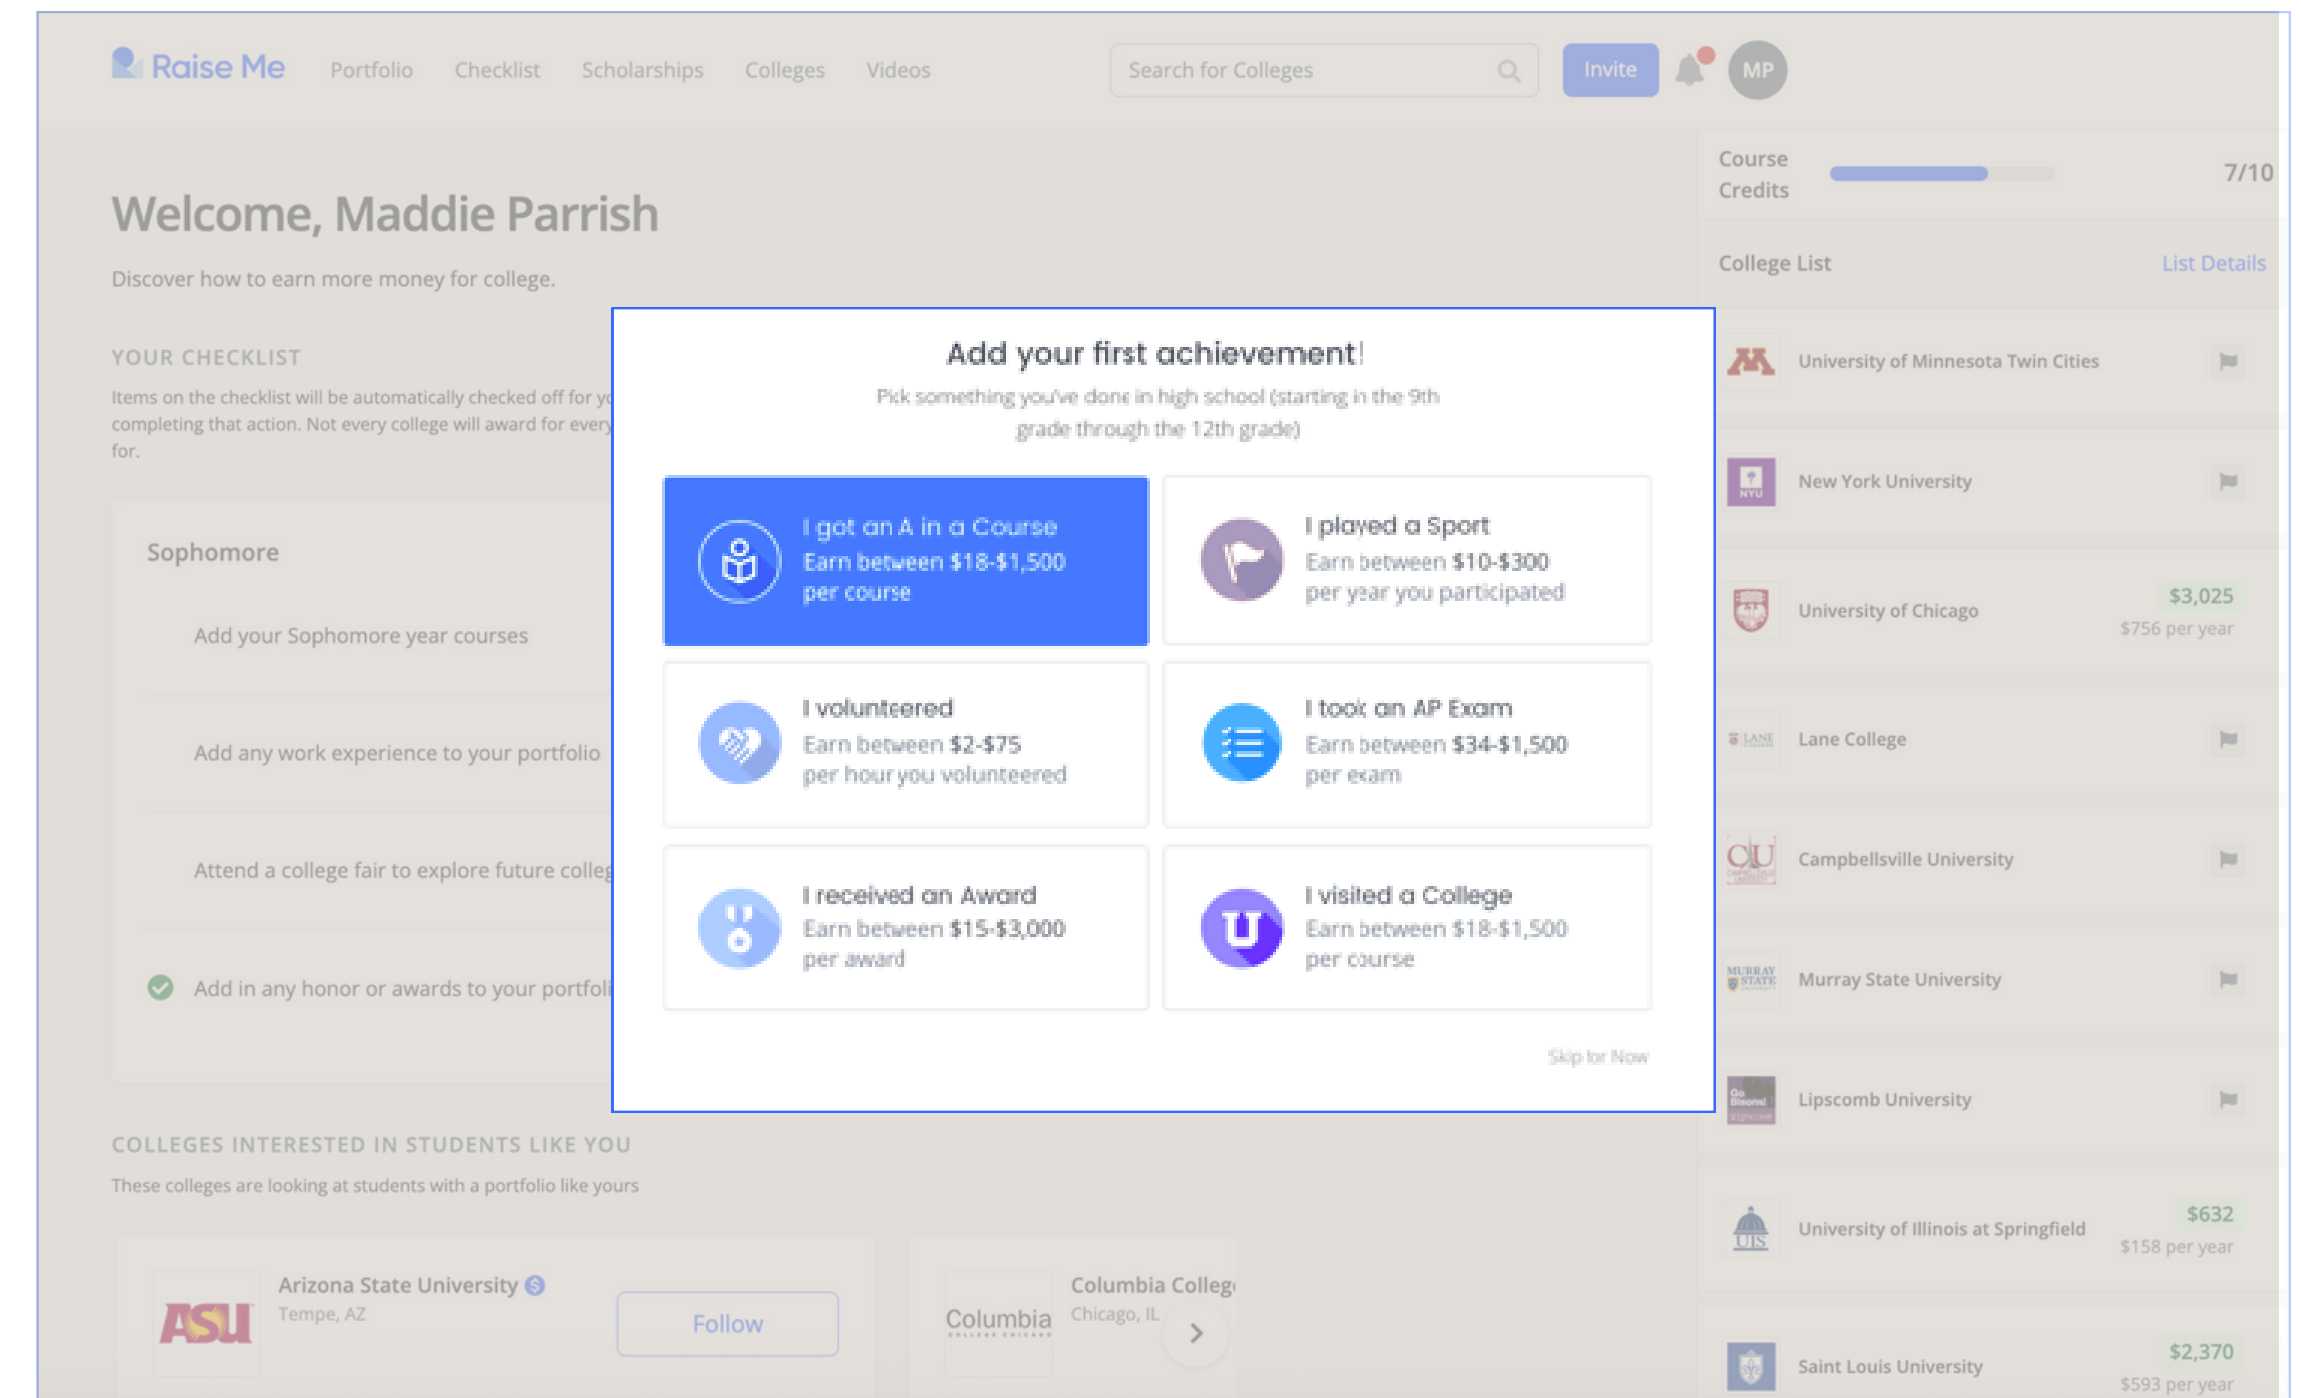 Raise Me
Portfolio
Checklist
Scholarships
Colleges
Videos
Search for Colleges
Invite
MP
Welcome, Maddie Parrish
Discover how to earn more money for college.
YOUR CHECKLIST
Items on the checklist will be automatically checked off for yo
completing that action. Not every college will award for every
for.
Sophomore
Add your Sophomore year courses
Add any work experience to your portfolio
Attend a college fair to explore future colleg
Add in any honor or awards to your portfoli
COLLEGES INTERESTED IN STUDENTS LIKE YOU
These colleges are looking at students with a portfolio like yours
ASU
Arizona State University
Tempe, AZ
Follow
Columbia
COLLEGE CHICAGO
Columbia Colleg
Chicago, IL
Add your first achievement!
Pick something you've done in high school (starting in the 9th
grade through the 12th grade)
I got an A in a Course
Earn between $18-$1,500
per course
I played a Sport
Earn between $10-$300
per year you participated
I volunteered
Earn between $2-$75
per hour you volunteered
I took an AP Exam
Earn between $34-$1,500
per exam
I received an Award
Earn between $15-$3,000
per award
I visited a College
Earn between $18-$1,500
per course
Skip for Now
Course
Credits
7/10
College List
List Details
University of Minnesota Twin Cities
NYU
New York University
University of Chicago
$3,025
$756 per year
LANE
Lane College
CU
CAMPBELLSVILLE
UNIVERSITY
Campbellsville University
MURRAY
STATE
Murray State University
Go
Bisons!
Lipscomb University
UIS
University of Illinois at Springfield
$632
$158 per year
Saint Louis University
$2,370
$593 per year